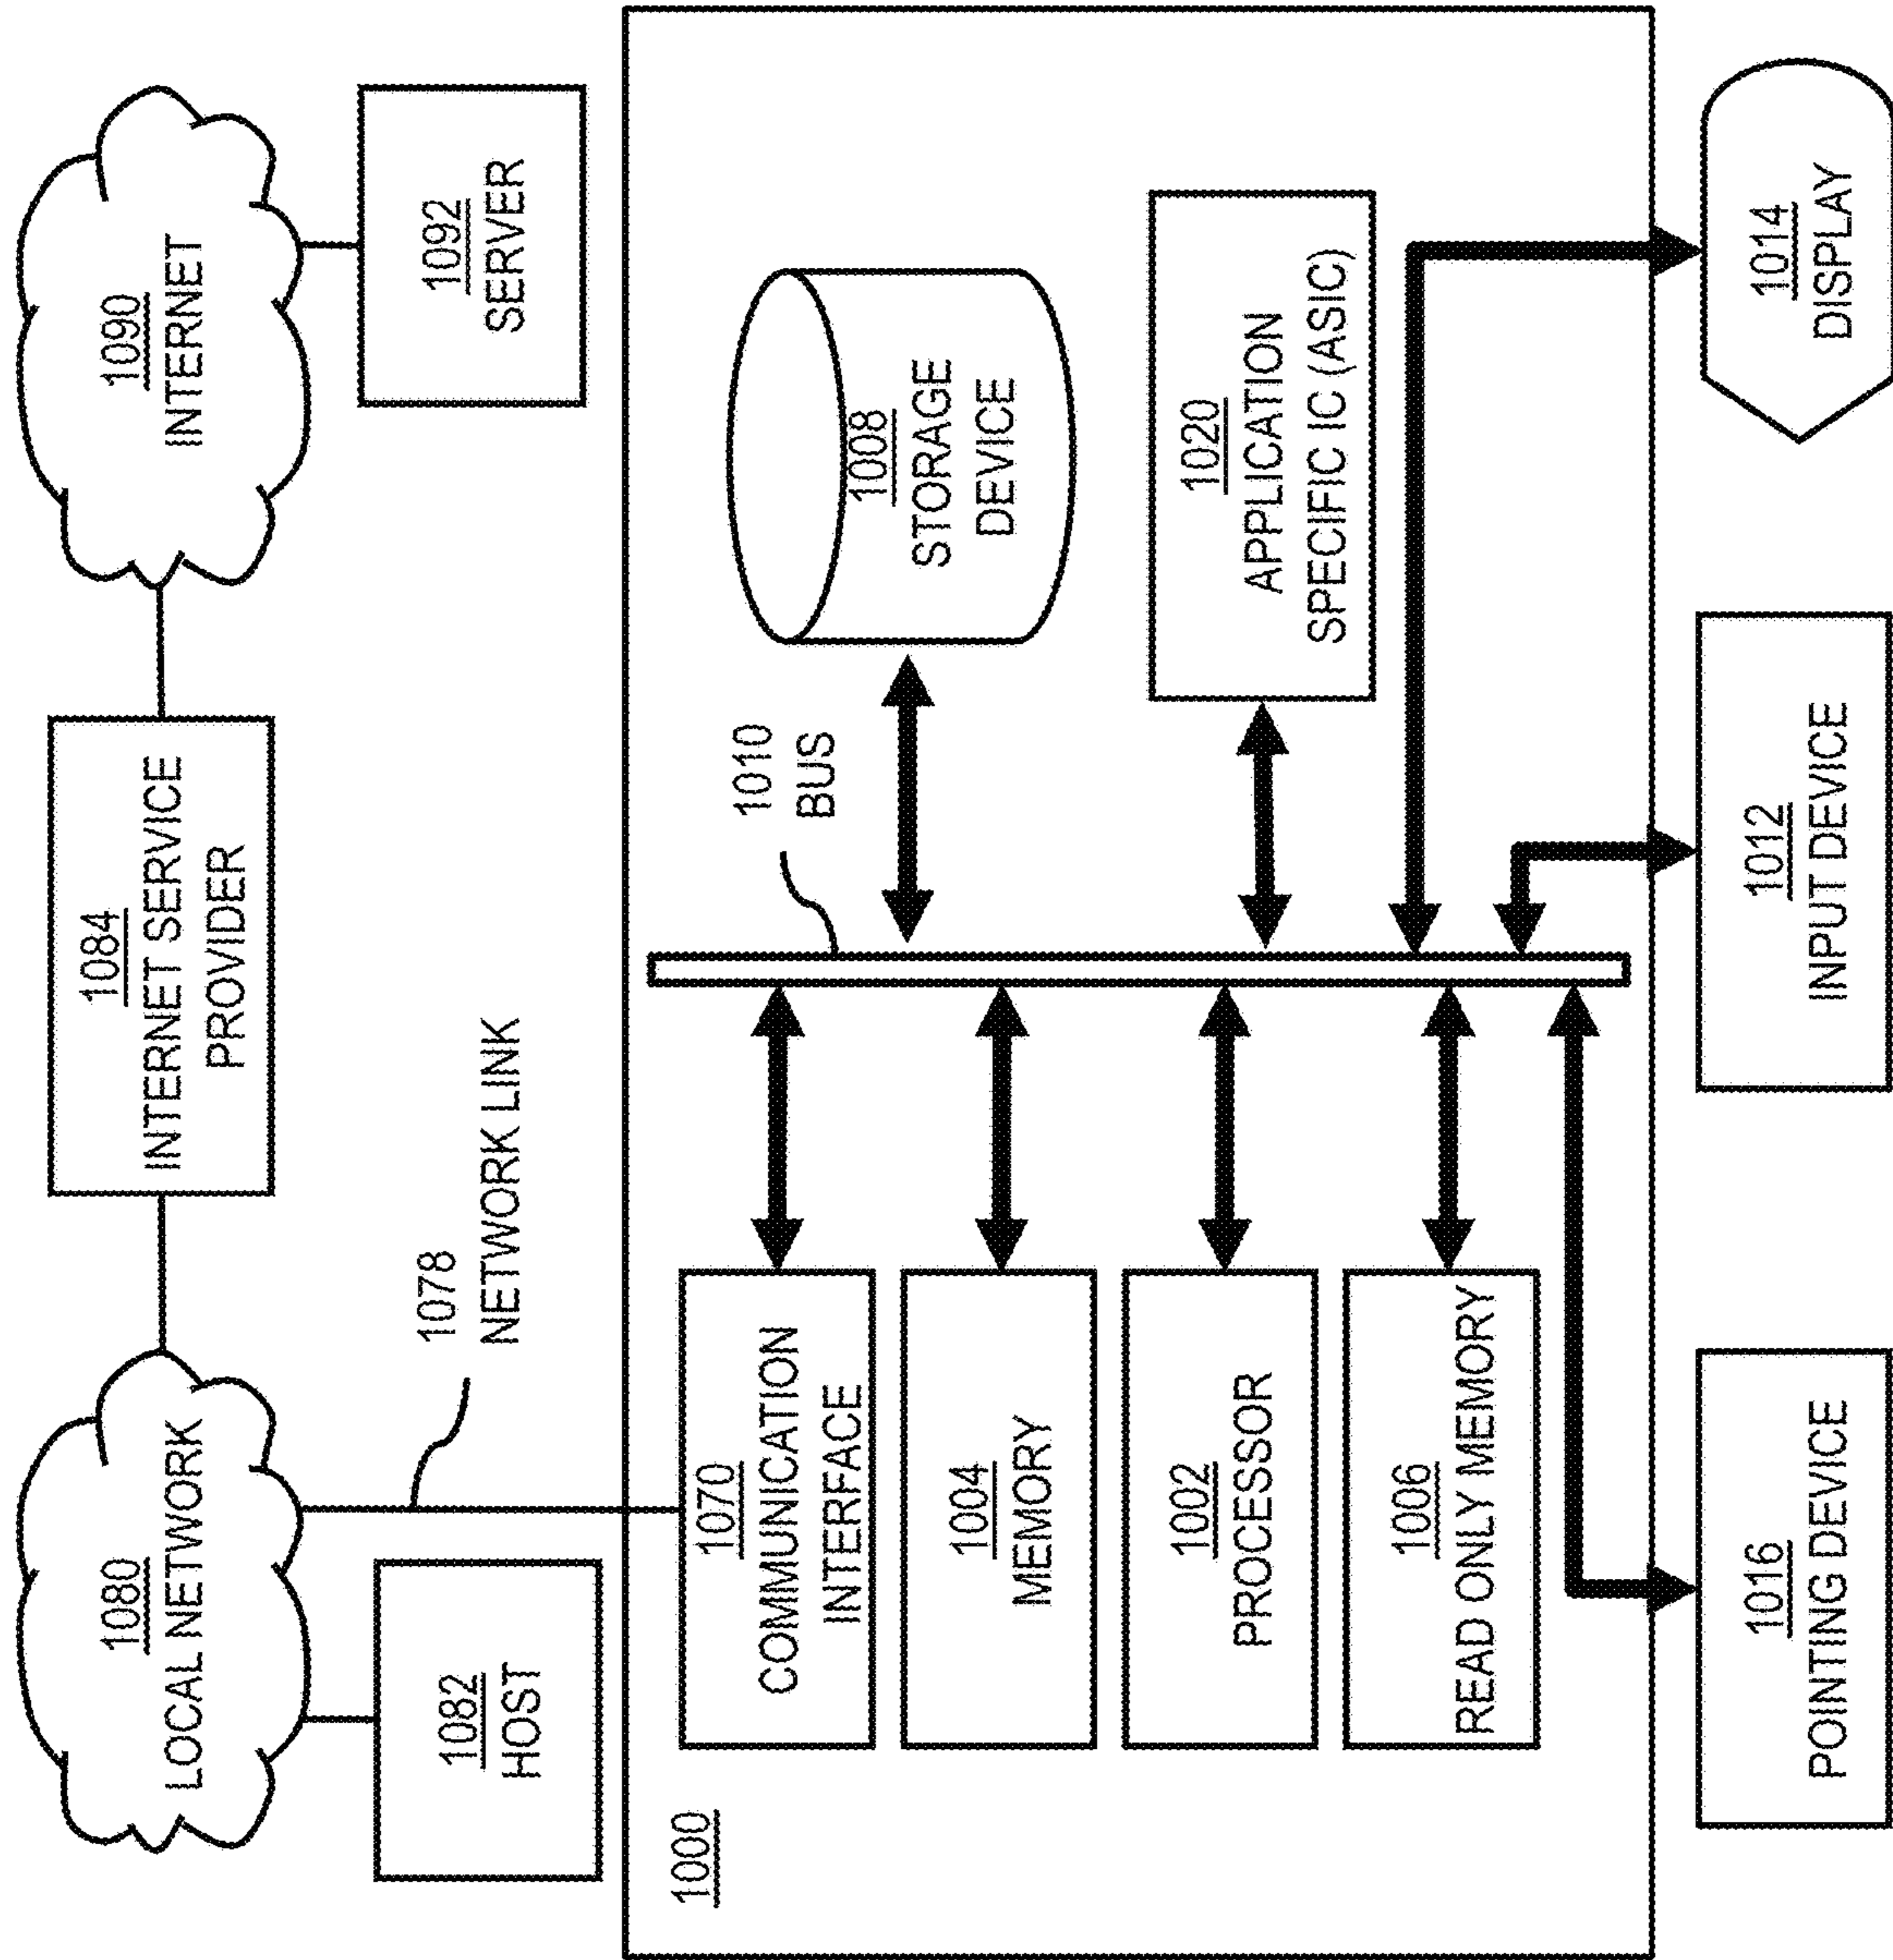 1080
LOCAL NETWORK
1084
INTERNET SERVICE
PROVIDER
1090
INTERNET
1082
HOST
1078
NETWORK LINK
1092
SERVER
1000
1070
COMMUNICATION
INTERFACE
1010
BUS
1008
STORAGE
DEVICE
1004
MEMORY
1002
PROCESSOR
1020
APPLICATION
SPECIFIC IC (ASIC)
1006
READ ONLY MEMORY
1016
POINTING DEVICE
1012
INPUT DEVICE
1014
DISPLAY